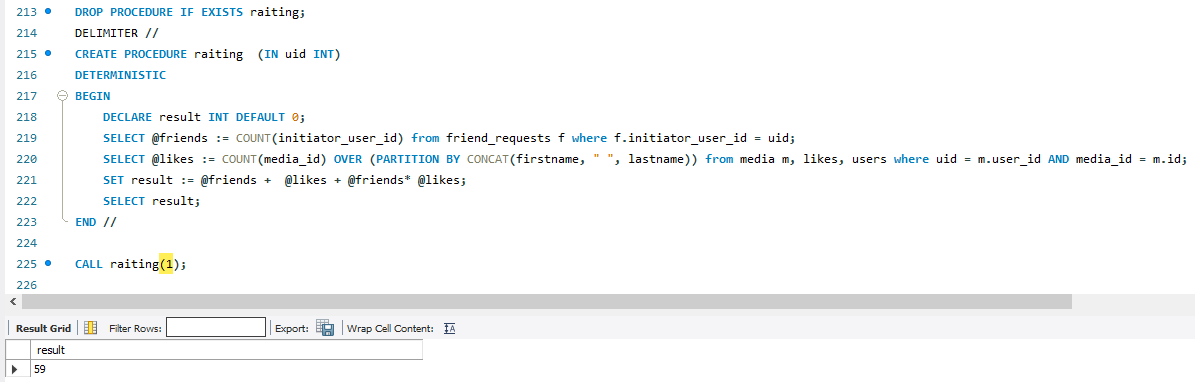 213 DROP PROCEDURE IF EXISTS raiting;
214 DELIMITER //
215 CREATE PROCEDURE raiting  (IN uid INT)
216 DETERMINISTIC
217 BEGIN
218     DECLARE result INT DEFAULT 0;
219     SELECT @friends := COUNT(initiator_user_id) from friend_requests f where f.initiator_user_id = uid;
220     SELECT @likes := COUNT(media_id) OVER (PARTITION BY CONCAT(firstname, " ", lastname)) from media m, likes, users where uid = m.user_id AND media_id = m.id;
221     SET result := @friends +  @likes + @friends* @likes;
222     SELECT result;
223 END //
224
225 CALL raiting(1);
226
Result Grid Filter Rows: Export: Wrap Cell Content: IA
result
59